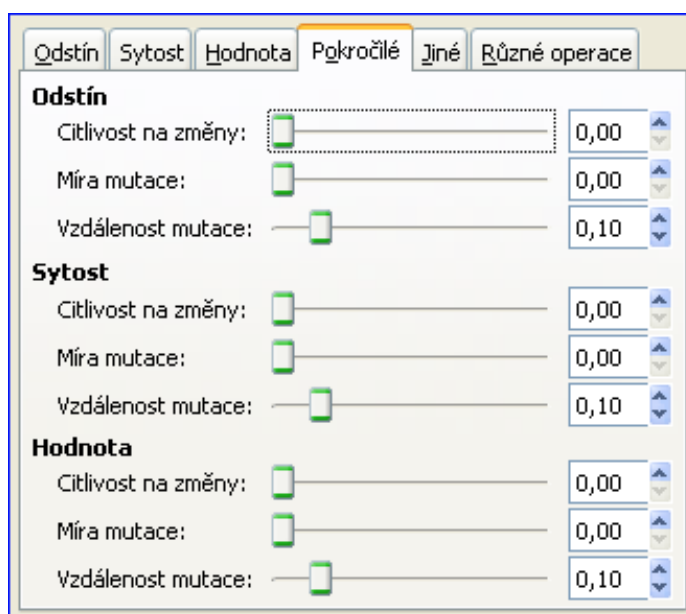 Odstín Sytost Hodnota Pokročilé Jiné Různé operace
Odstín
Citlivost na změny: 0,00
Míra mutace: 0,00
Vzdálenost mutace: 0,10
Sytost
Citlivost na změny: 0,00
Míra mutace: 0,00
Vzdálenost mutace: 0,10
Hodnota
Citlivost na změny: 0,00
Míra mutace: 0,00
Vzdálenost mutace: 0,10